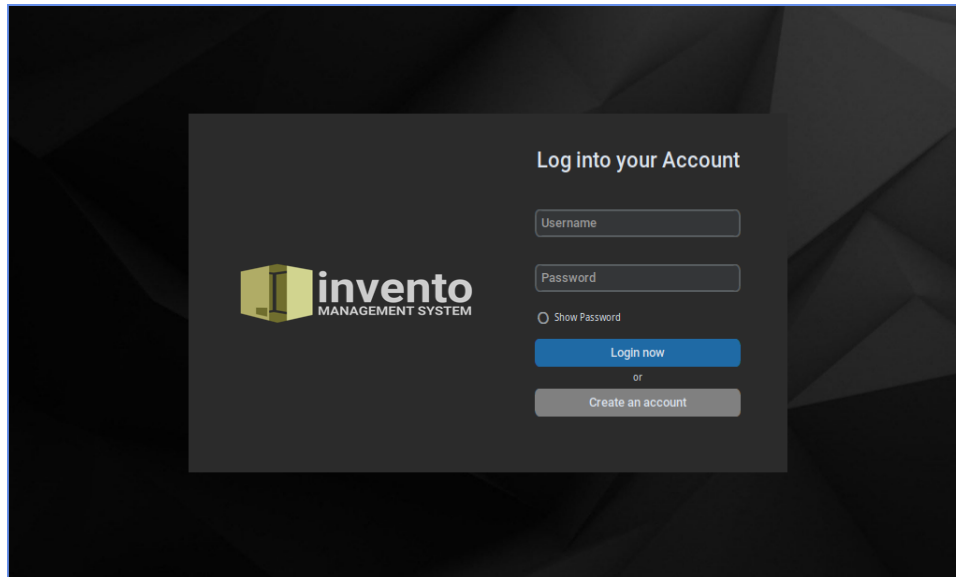 Log into your Account
Username
Password
Show Password
Login now
or
Create an account
invento
MANAGEMENT SYSTEM